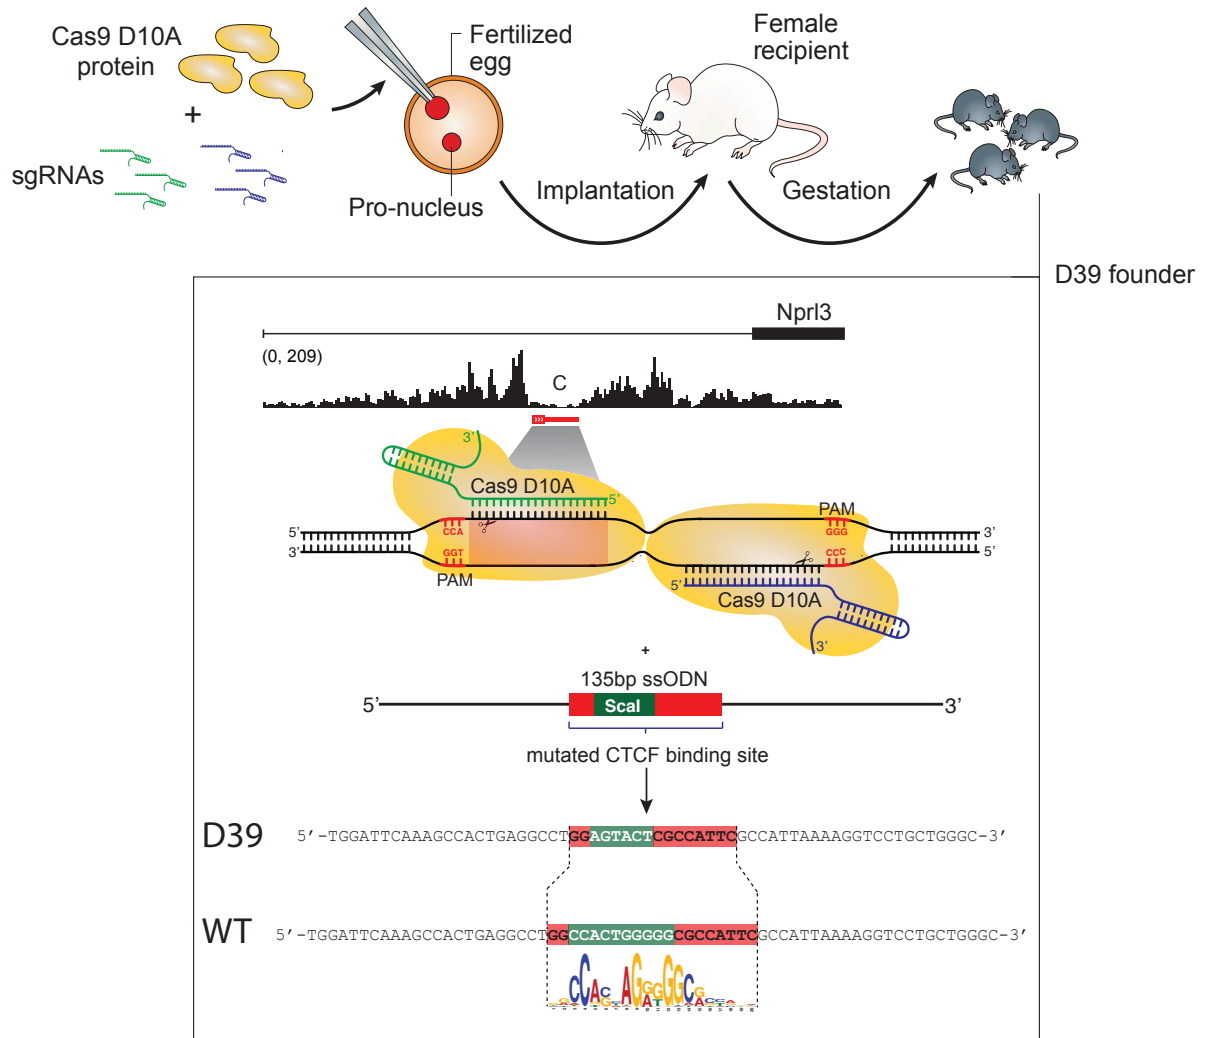 Cas9 D10A
protein
+
sgRNAs
Fertilized
egg
Pro-nucleus
Female
recipient
Implantation
Gestation
D39 founder
Nprl3
(0, 209)
C
3’
Cas9 D10A
5’
PAM
5’
CCA
GGG
3’
3’
GGT
CCC
5’
PAM
5’
Cas9 D10A
3’
+
135bp ssODN
5’
ScaI
3’
mutated CTCF binding site
D39
5’-TGGATTCAAAGCCACTGAGGCCTGGAGTACTCGCCATTCGCCATTAAAAGGTCCTGCTGGGC-3’
WT
5’-TGGATTCAAAGCCACTGAGGCCTGGCCACTGGGGGCGCCATTCGCCATTAAAAGGTCCTGCTGGGC-3’